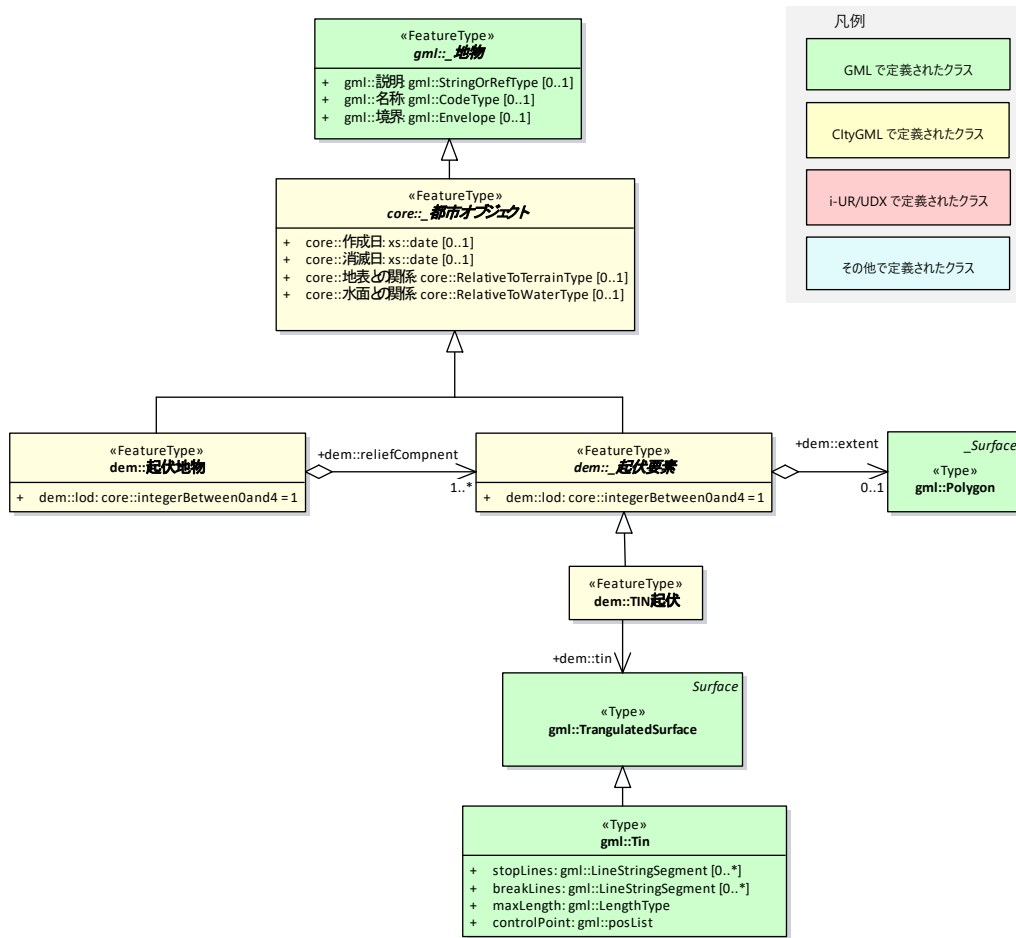 «FeatureType»
gml::_地物
+ gml::説明: gml::StringOrRefType [0..1]
+ gml::名称: gml::CodeType [0..1]
+ gml::境界: gml::Envelope [0..1]
凡例
GML で定義されたクラス
CItyGML で定義されたクラス
i-UR/UDX で定義されたクラス
その他で定義されたクラス
«FeatureType»
core::_都市オブジェクト
+ core::作成日: xs::date [0..1]
+ core::消滅日: xs::date [0..1]
+ core::地表との関係: core::RelativeToTerrainType [0..1]
+ core::水面との関係: core::RelativeToWaterType [0..1]
«FeatureType»
dem::起伏地物
+ dem::lod: core::integerBetween0and4 = 1
+dem::reliefCompnent
1..*
«FeatureType»
dem::_起伏要素
+ dem::lod: core::integerBetween0and4 = 1
+dem::extent
0..1
_Surface
«Type»
gml::Polygon
«FeatureType»
dem::TIN起伏
+dem::tin
Surface
«Type»
gml::TrangulatedSurface
«Type»
gml::Tin
+ stopLines: gml::LineStringSegment [0..*]
+ breakLines: gml::LineStringSegment [0..*]
+ maxLength: gml::LengthType
+ controlPoint: gml::posList